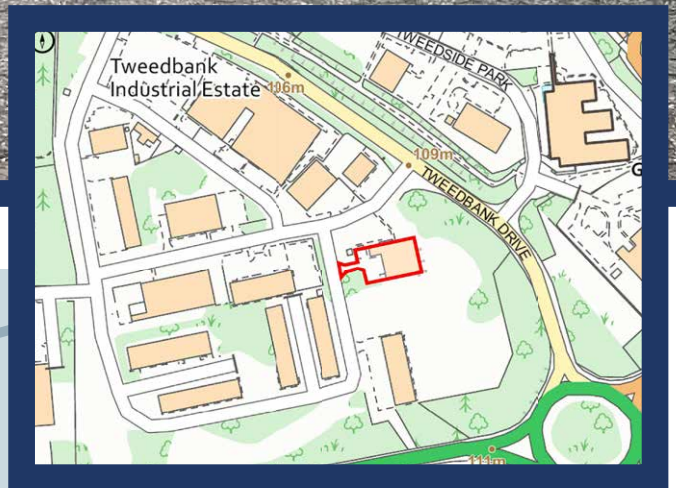 Tweedbank
Industrial Estate
106m
TWEEDSIDE PARK
109m
TWEEDBANK DRIVE
G
111m